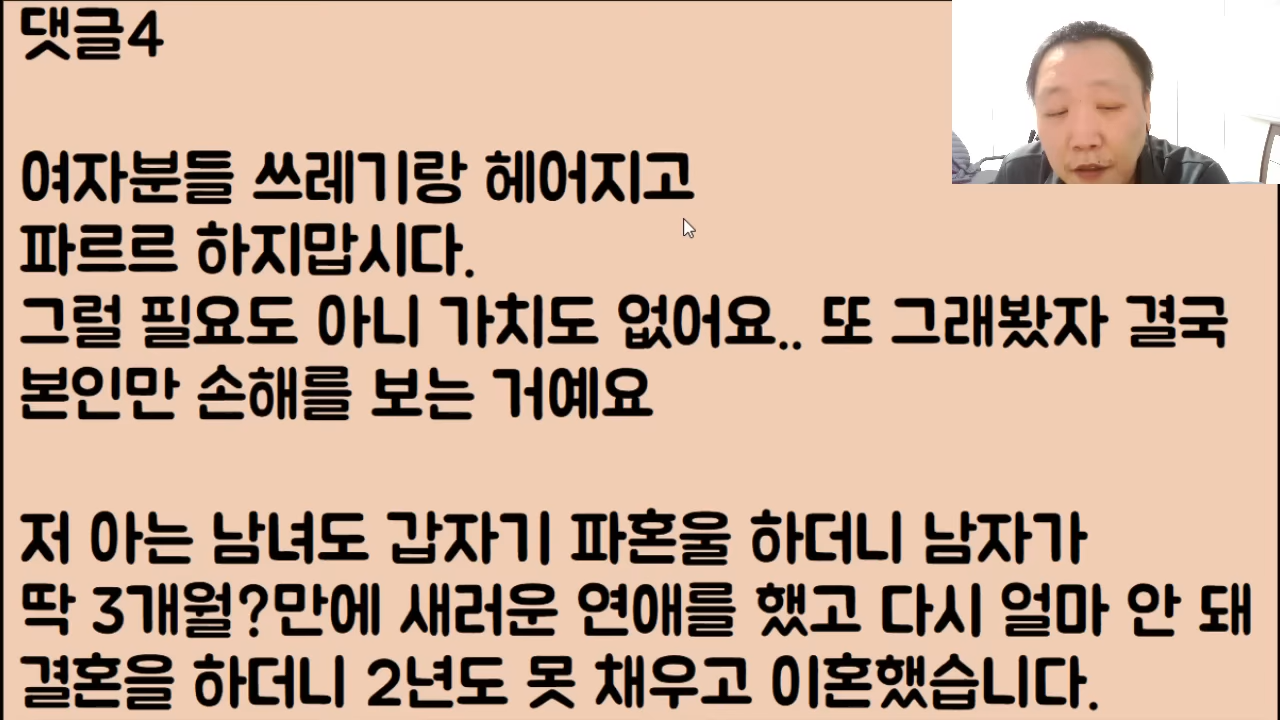 댓글4
여자분들 쓰레기랑 헤어지고
파르르 하지맙시다.
그럴 필요도 아니 가치도 없어요.. 또 그래봤자 결국
본인만 손해를 보는 거예요
저 아는 남녀도 갑자기 파혼울 하더니 남자가
딱 3개월?만에 새러운 연애를 했고 다시 얼마 안 돼
결혼을 하더니 2년도 못 채우고 이혼했습니다.